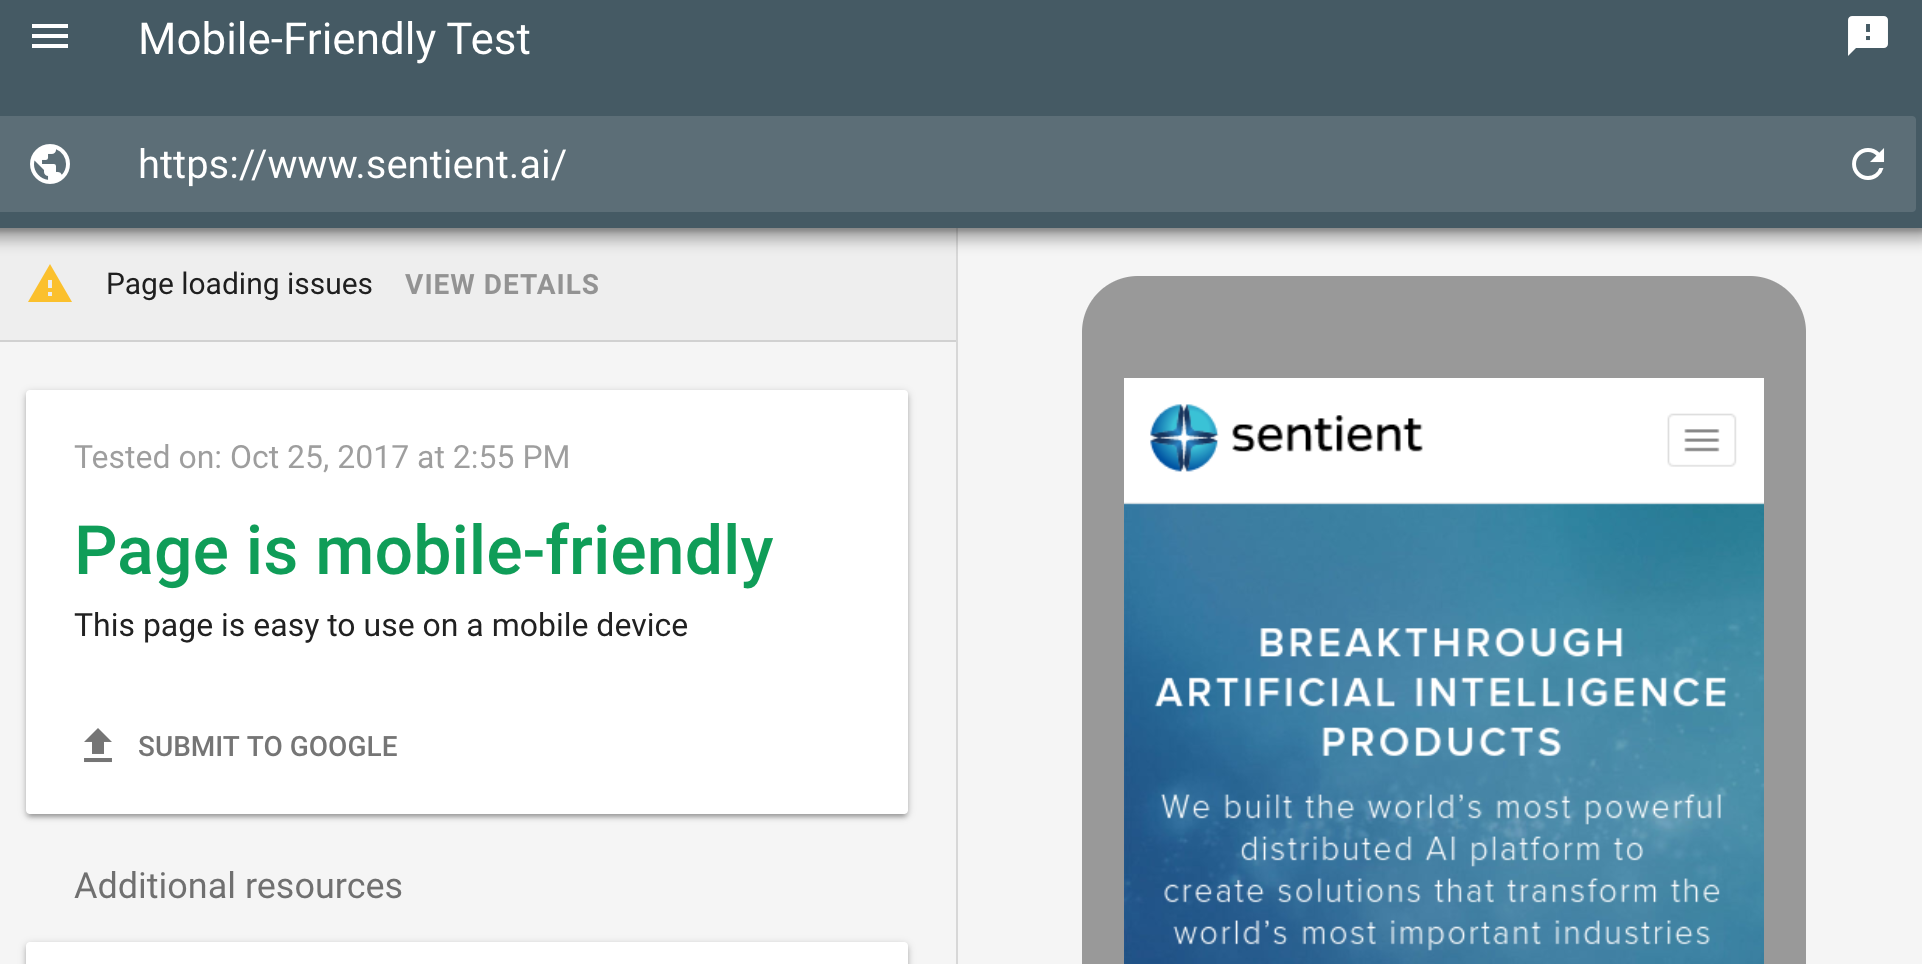 Mobile-Friendly Test
https://www.sentient.ai/
Page loading issues VIEW DETAILS
Tested on: Oct 25, 2017 at 2:55 PM
Page is mobile-friendly
This page is easy to use on a mobile device
SUBMIT TO GOOGLE
Additional resources
sentient
BREAKTHROUGH
ARTIFICIAL INTELLIGENCE
PRODUCTS
We built the world’s most powerful
distributed AI platform to
create solutions that transform the
world’s most important industries